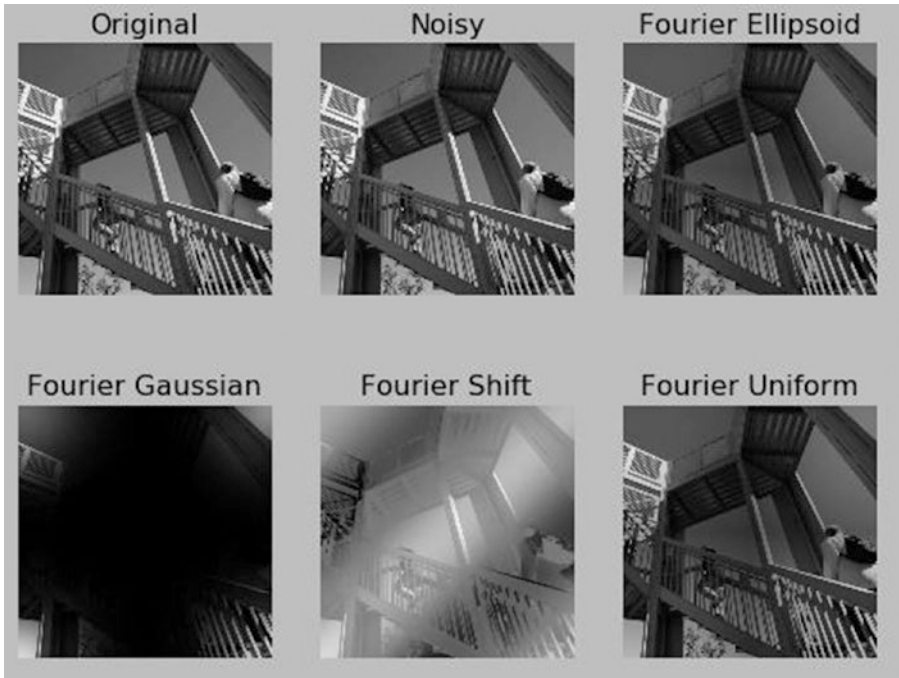 Original
Noisy
Fourier Ellipsoid
Fourier Gaussian
Fourier Shift
Fourier Uniform